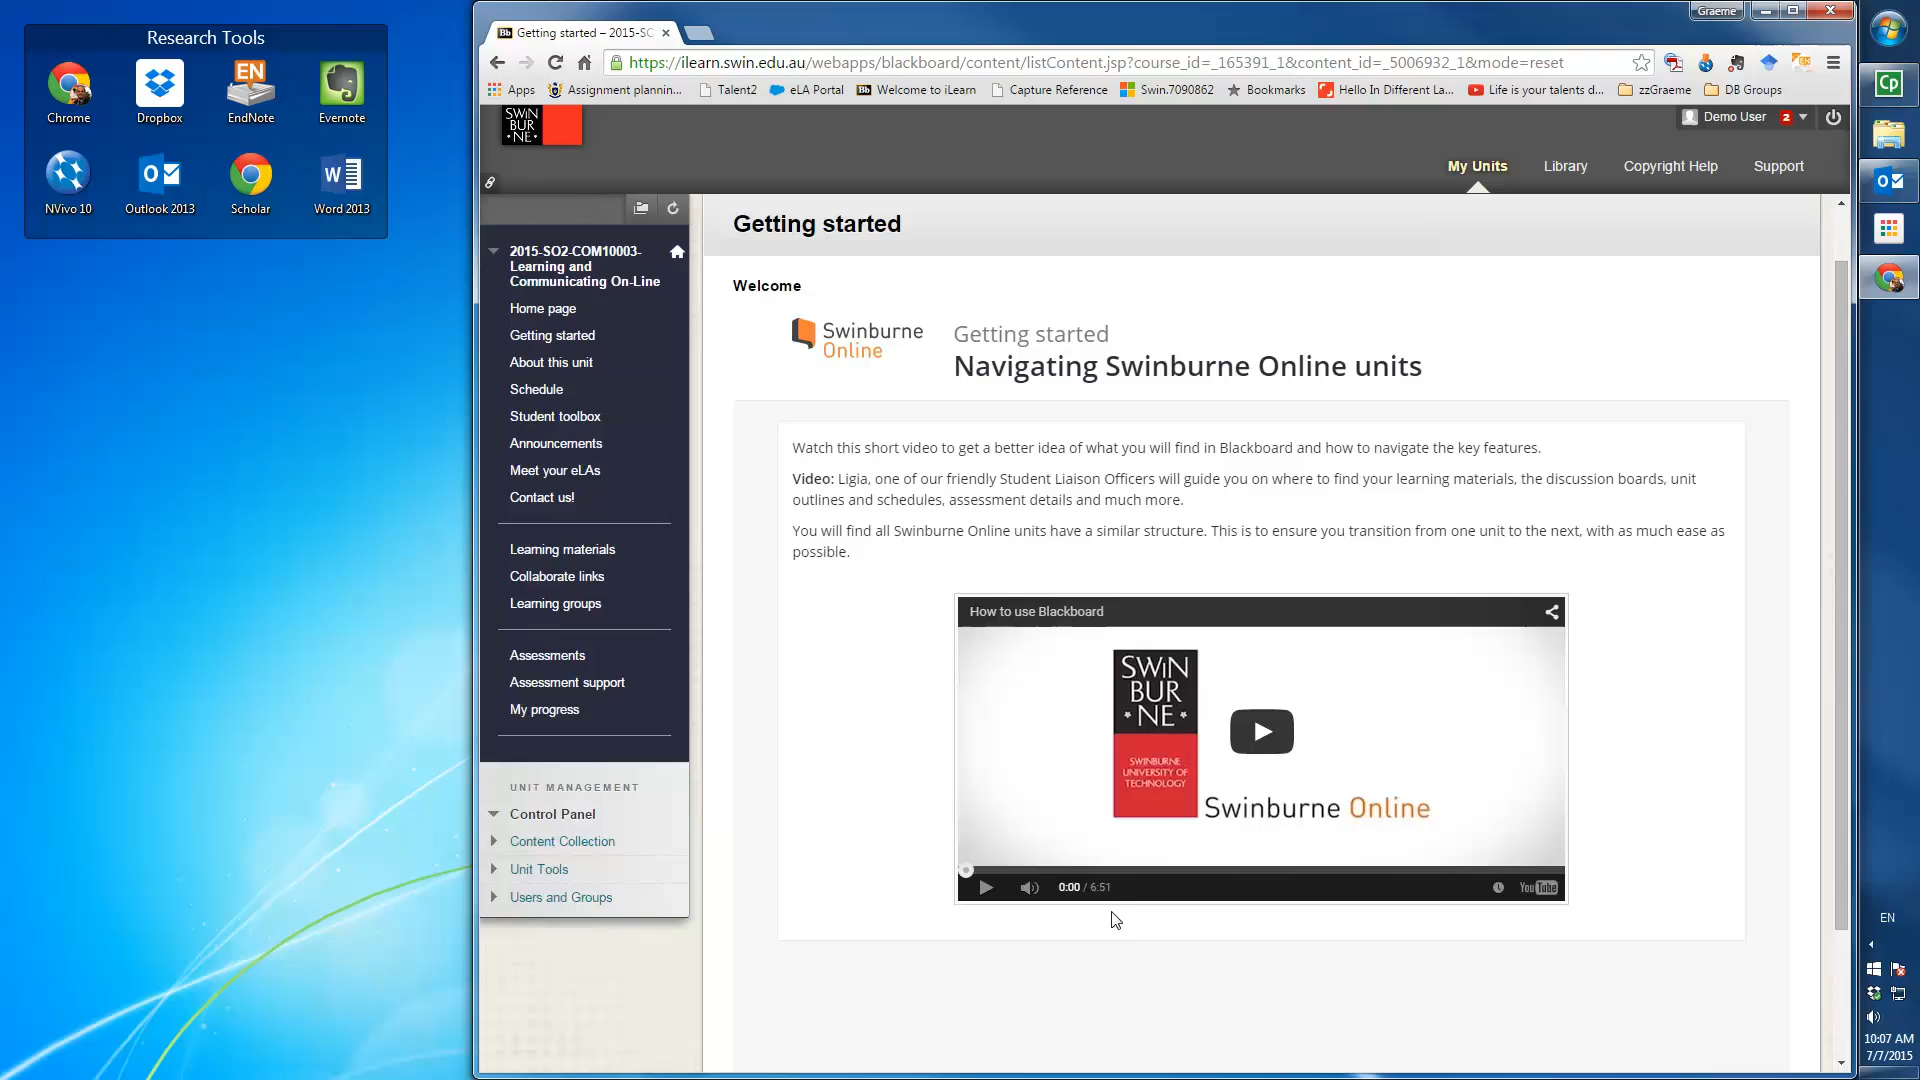 Research Tools
Chrome
Dropbox
EndNote
Evernote
NVivo 10
Outlook 2013
Scholar
Word 2013
Graeme
Getting started – 2015-SC
https://ilearn.swin.edu.au/webapps/blackboard/content/listContent.jsp?course_id=_165391_1&content_id=_5006932_1&mode=reset
Apps Assignment plannin... Talent2 eLA Portal Welcome to iLearn Capture Reference Swin.7090862 Bookmarks Hello In Different La... Life is your talents d... zzGraeme DB Groups
SWIN
BUR
NE
Demo User 2
My Units Library Copyright Help Support
2015-SO2-COM10003-
Learning and
Communicating On-Line
Home page
Getting started
About this unit
Schedule
Student toolbox
Announcements
Meet your eLAs
Contact us!
Learning materials
Collaborate links
Learning groups
Assessments
Assessment support
My progress
UNIT MANAGEMENT
Control Panel
Content Collection
Unit Tools
Users and Groups
Getting started
Welcome
Swinburne
Online
Getting started
Navigating Swinburne Online units
Watch this short video to get a better idea of what you will find in Blackboard and how to navigate the key features.
Video: Ligia, one of our friendly Student Liaison Officers will guide you on where to find your learning materials, the discussion boards, unit
outlines and schedules, assessment details and much more.
You will find all Swinburne Online units have a similar structure. This is to ensure you transition from one unit to the next, with as much ease as
possible.
How to use Blackboard
SWIN
BUR
NE
SWINBURNE
UNIVERSITY OF
TECHNOLOGY
Swinburne Online
0:00 / 6:51
YouTube
EN
10:07 AM
7/7/2015